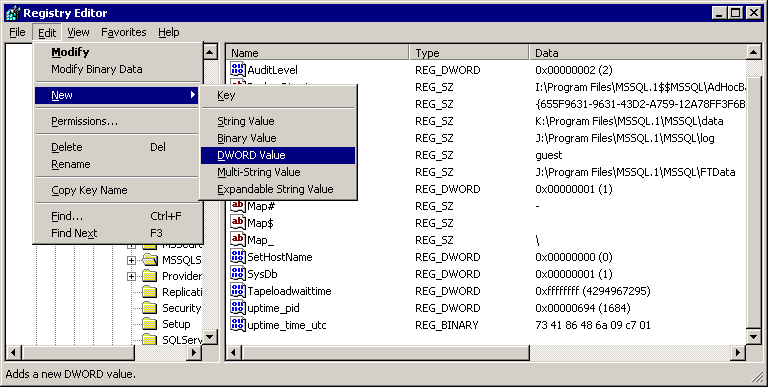 Registry Editor
File Edit View Favorites Help
Modify
Modify Binary Data
New
Permissions...
Delete Del
Rename
Copy Key Name
Find... Ctrl+F
Find Next F3
Key
String Value
Binary Value
DWORD Value
Multi-String Value
Expandable String Value
MSSQLS
Provider
Replicati
Security
Setup
SQLServ
Name Type Data
AuditLevel REG_DWORD 0x00000002 (2)
REG_SZ I:\Program Files\MSSQL.1$$MSSQL\AdHocBa
REG_SZ {655F9631-9631-43D2-A759-12A78FF3F6B
REG_SZ K:\Program Files\MSSQL.1\MSSQL\data
REG_SZ J:\Program Files\MSSQL.1\MSSQL\log
REG_SZ guest
REG_SZ J:\Program Files\MSSQL.1\MSSQL\FTData
REG_DWORD 0x00000001 (1)
Map# REG_SZ -
Map$ REG_SZ
Map_ REG_SZ \
SetHostName REG_DWORD 0x00000000 (0)
SysDb REG_DWORD 0x00000001 (1)
Tapeloadwaittime REG_DWORD 0xffffffff (4294967295)
uptime_pid REG_DWORD 0x00000694 (1684)
uptime_time_utc REG_BINARY 73 41 86 48 6a 09 c7 01
Adds a new DWORD value.